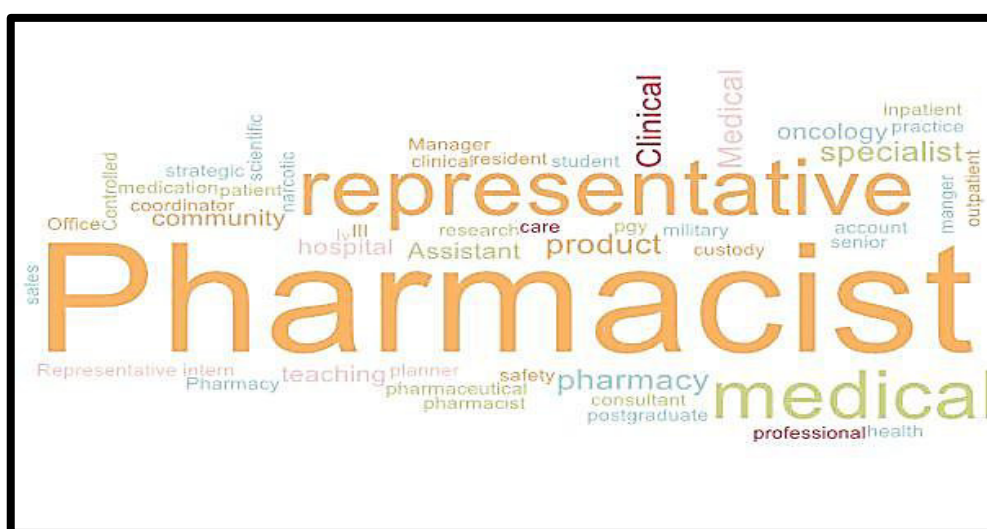 Clinical
Medical
inpatient
oncology practice
specialist
scientific
Manager
clinical resident student
strategic
Controlled
narcotic
medication patient
representative
manger
outpatient
coordinator
Office community
Iv III
research care
pgy military
account
hospital
Assistant
product
custody
senior
sales
Pharmacist
Representative intern
Pharmacy
teaching planner
safety pharmacy
pharmaceutical
pharmacist
consultant
postgraduate
medical
professional health